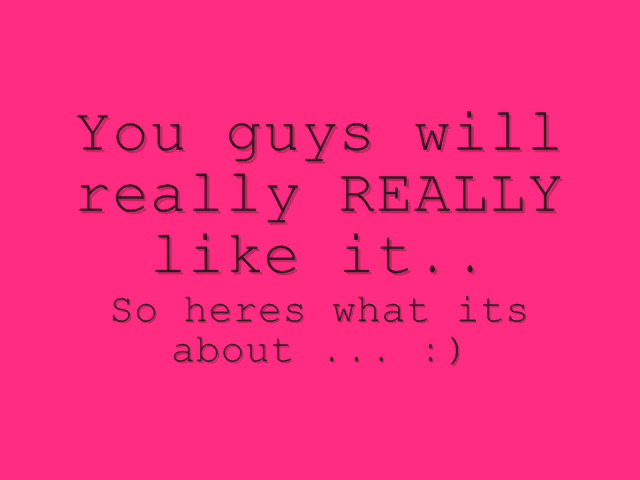 You guys will
really REALLY
like it..
So heres what its
about ... :)